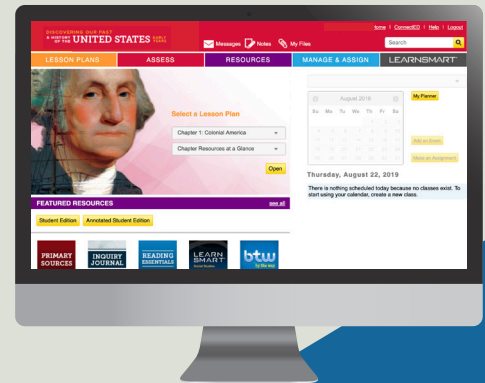 DISCOVERING OUR PAST
A HISTORY OF THE UNITED STATES EARLY YEARS
Home | ConnectED | Help | Logout
Messages Notes My Files
Search
LESSON PLANS ASSESS RESOURCES MANAGE & ASSIGN LEARNSMART
Select a Lesson Plan
Chapter 1: Colonial America
Chapter Resources at a Glance
Open
August 2019
Su Mo Tu We Th Fr Sa
My Planner
Add an Event
Make an Assignment
Thursday, August 22, 2019
There is nothing scheduled today because no classes exist. To
start using your calendar, create a new class.
FEATURED RESOURCES see all
Student Edition Annotated Student Edition
PRIMARY SOURCES
INQUIRY JOURNAL
READING ESSENTIALS
LEARN SMART
btw
by the way